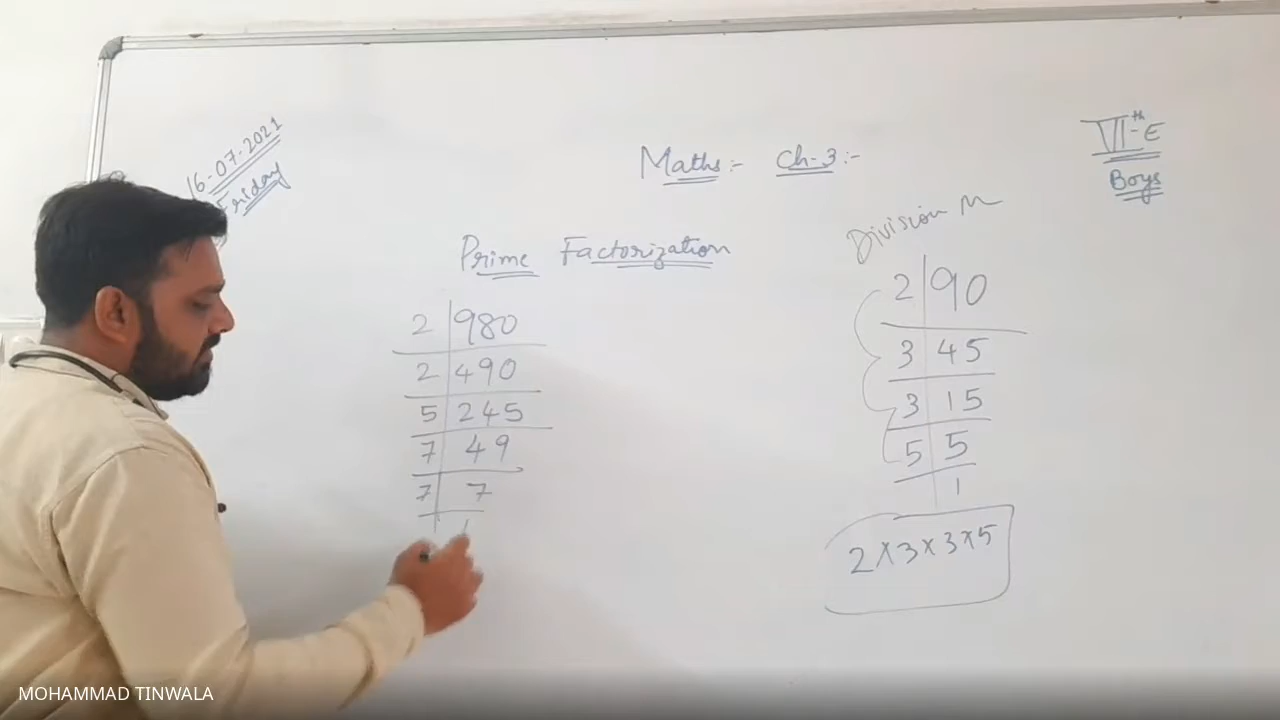 16-07-2021
Friday
Maths:- Ch-3:-
VIIth-E
Boys
Prime Factorization
2 980
2 490
5 245
7 49
7 7
1
Division M
2 90
3 45
3 15
5 5
1
2×3×3×5
MOHAMMAD TINWALA